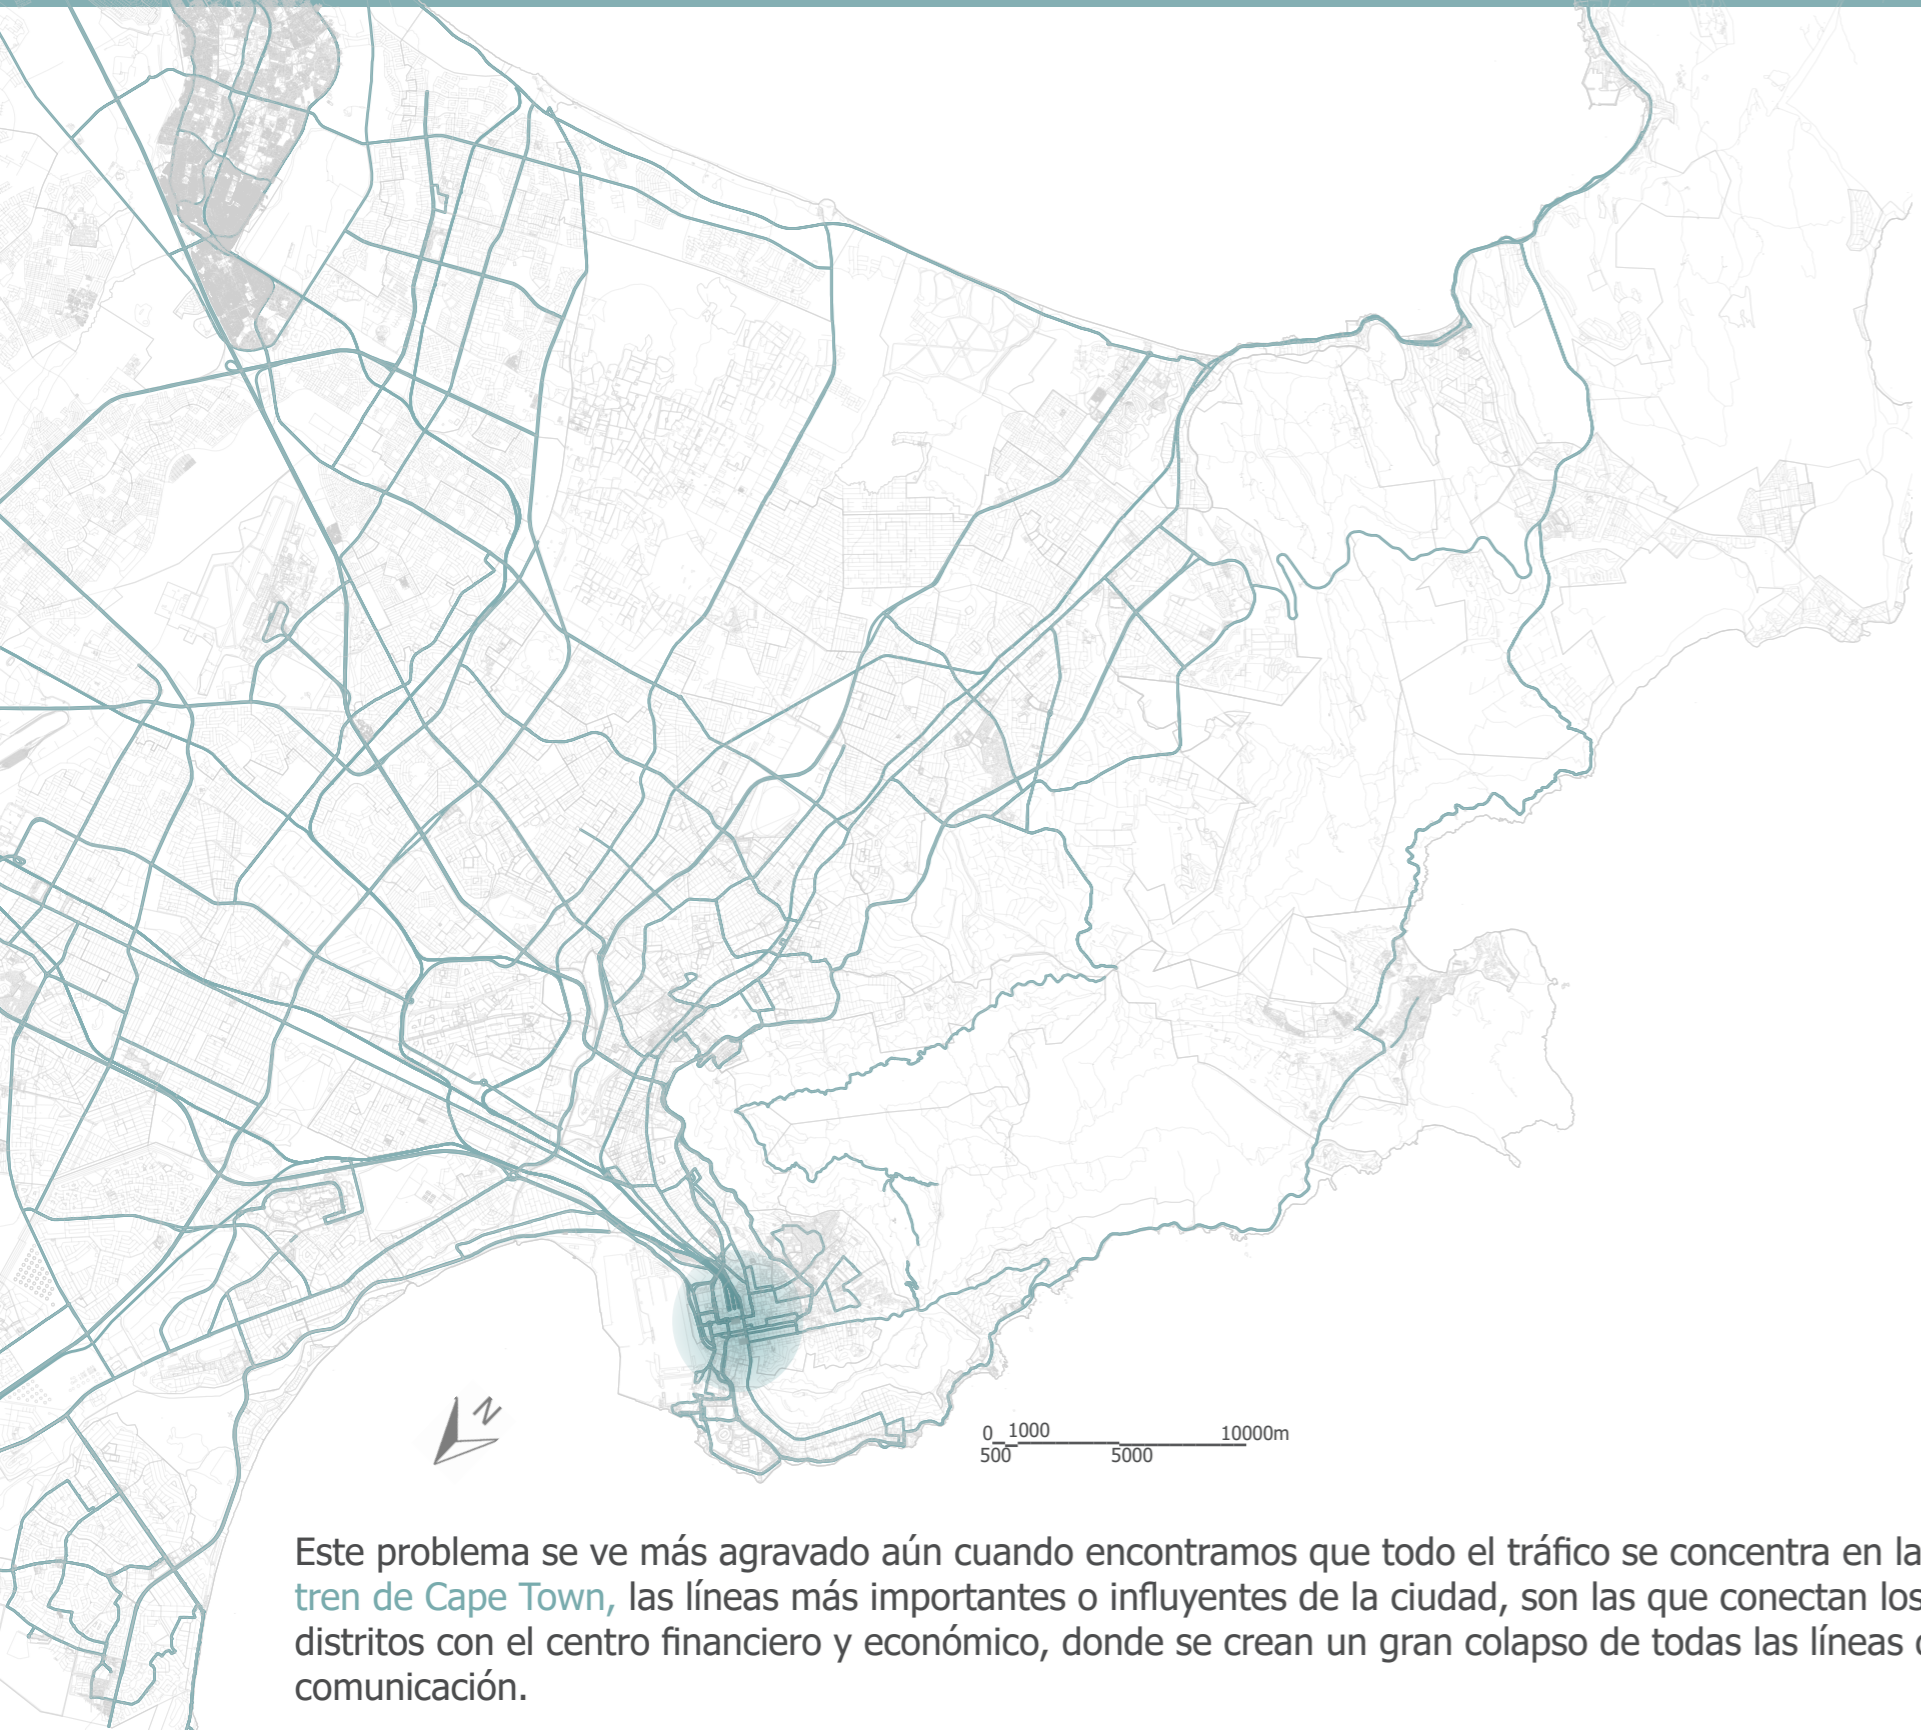 N
0 1000 10000m
500 5000
Este problema se ve más agravado aún cuando encontramos que todo el tráfico se concentra en la
tren de Cape Town, las líneas más importantes o influyentes de la ciudad, son las que conectan los
distritos con el centro financiero y económico, donde se crean un gran colapso de todas las líneas
comunicación.